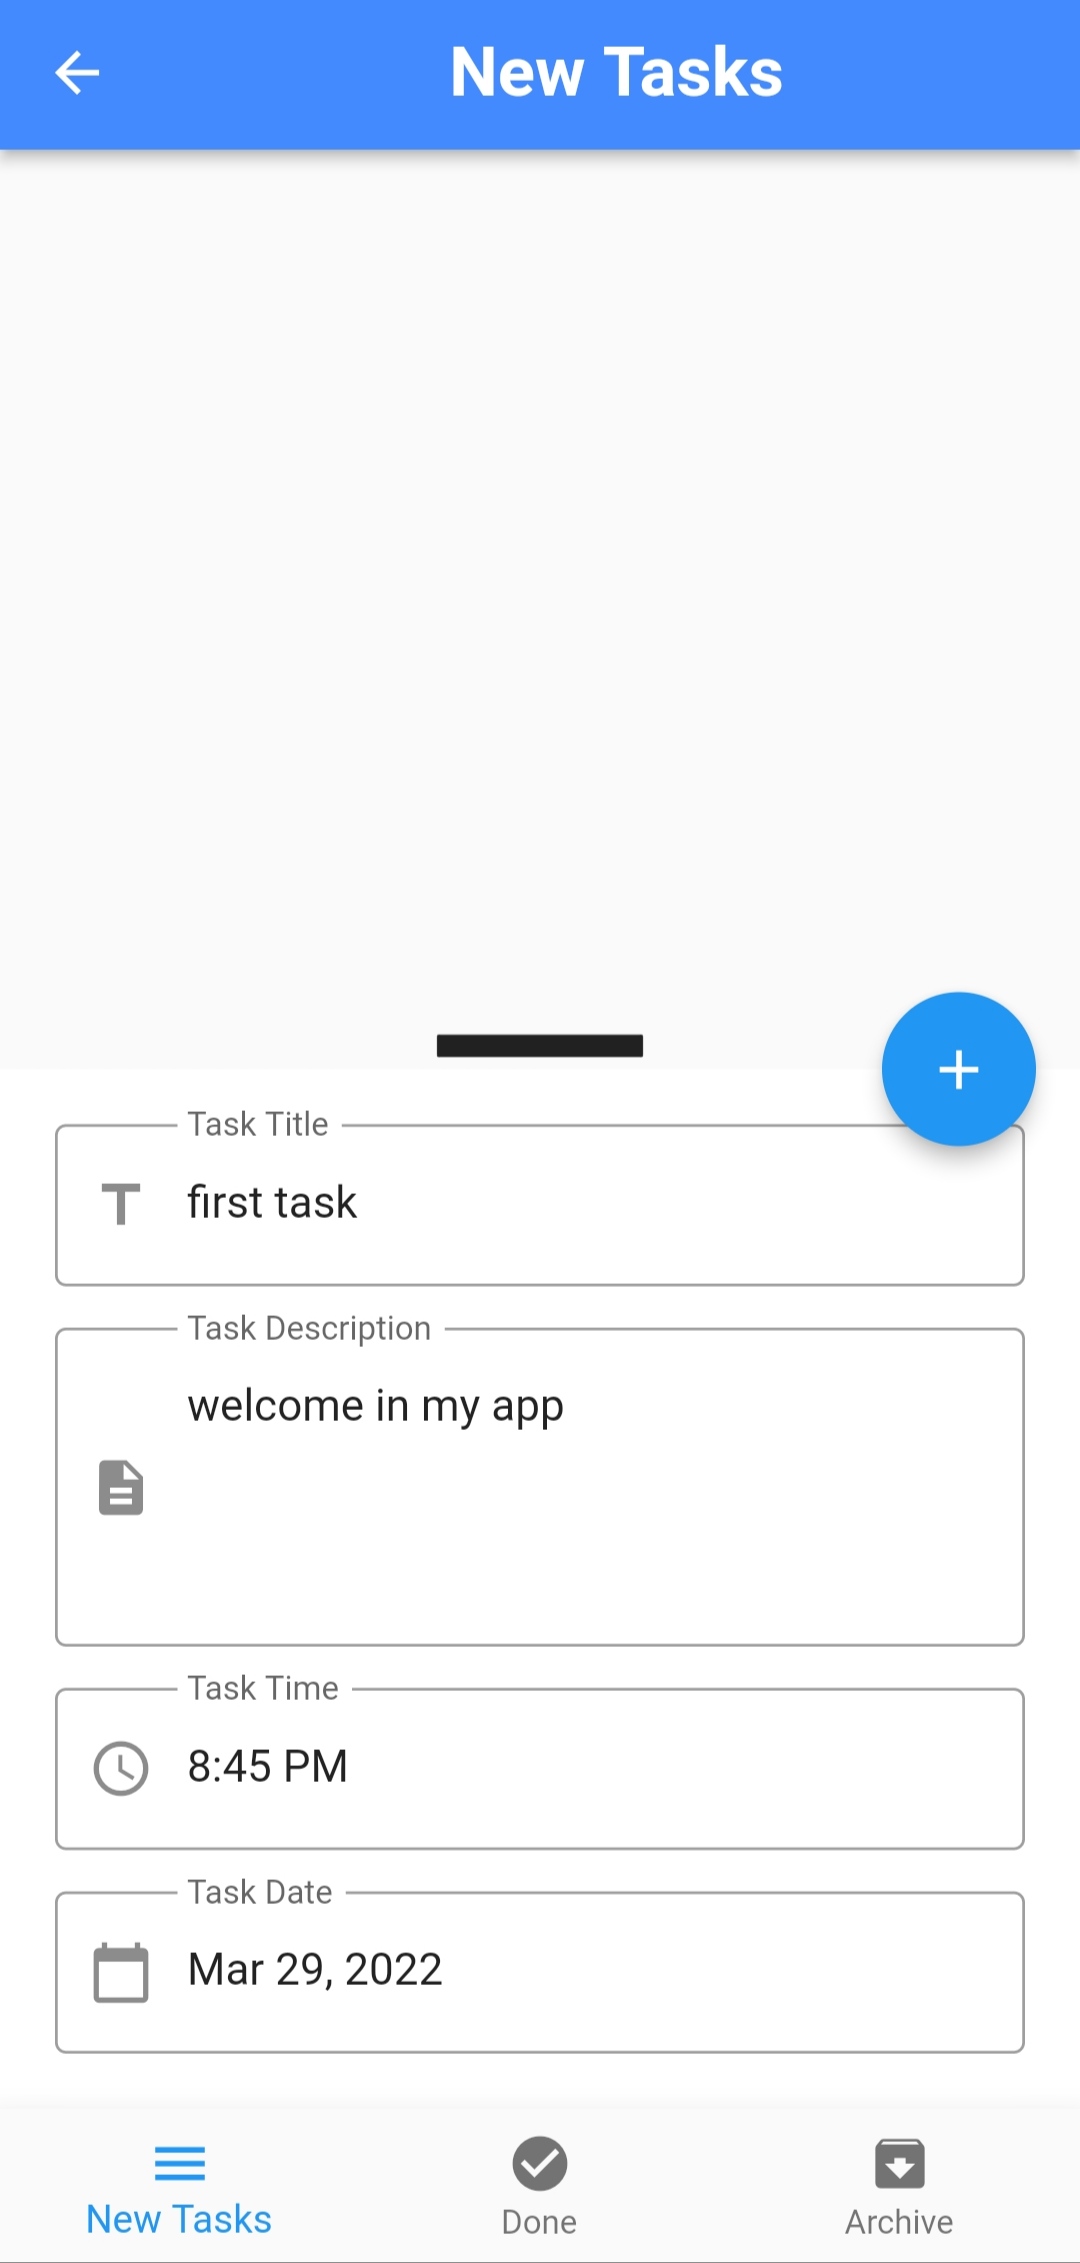 New Tasks
Task Title
first task
Task Description
welcome in my app
Task Time
8:45 PM
Task Date
Mar 29, 2022
New Tasks
Done
Archive